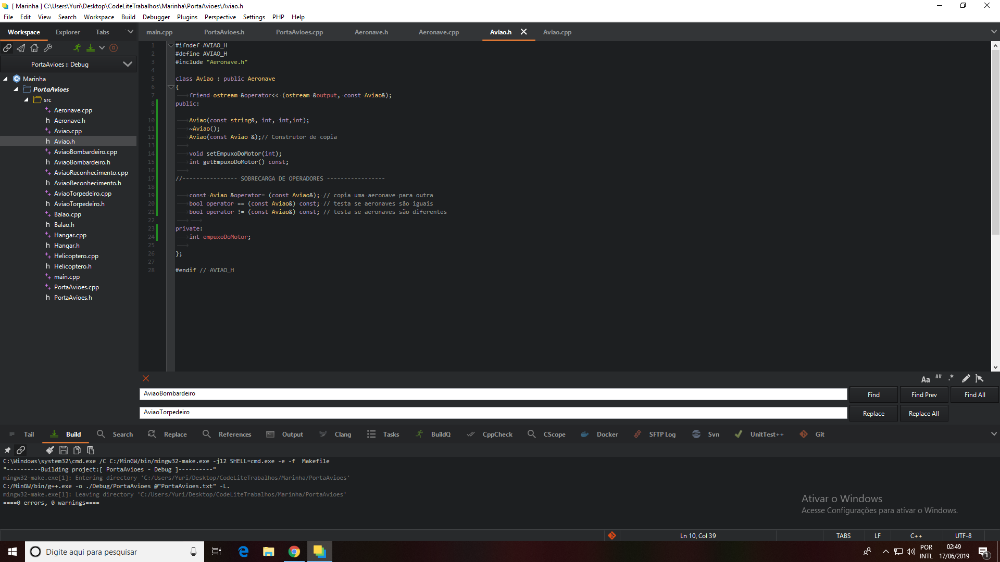 [ Marinha ] C:\Users\Yuri\Desktop\CodeLiteTrabalhos\Marinha\PortaAvioes\Aviao.h
File Edit View Search Workspace Build Debugger Plugins Perspective Settings PHP Help
Workspace Explorer Tabs
main.cpp PortaAvioes.h PortaAvioes.cpp Aeronave.h Aeronave.cpp Aviao.h Aviao.cpp
PortaAvioes :: Debug
Marinha
PortaAvioes
src
Aeronave.cpp
Aeronave.h
Aviao.cpp
Aviao.h
AviaoBombardeiro.cpp
AviaoBombardeiro.h
AviaoReconhecimento.cpp
AviaoReconhecimento.h
AviaoTorpedeiro.cpp
AviaoTorpedeiro.h
Balao.cpp
Balao.h
Hangar.cpp
Hangar.h
Helicoptero.cpp
Helicoptero.h
main.cpp
PortaAvioes.cpp
PortaAvioes.h
1 #ifndef AVIAO_H
2 #define AVIAO_H
3 #include "Aeronave.h"
4
5 class Aviao : public Aeronave
6 {
7 friend ostream &operator<< (ostream &output, const Aviao&);
8 public:
9
10 Aviao(const string&, int, int,int);
11 ~Aviao();
12 Aviao(const Aviao &);// Construtor de copia
13
14 void setEmpuxoDoMotor(int);
15 int getEmpuxoDoMotor() const;
16
17 //---------------- SOBRECARGA DE OPERADORES -----------------
18
19 const Aviao &operator= (const Aviao&); // copia uma aeronave para outra
20 bool operator == (const Aviao&) const; // testa se aeronaves são iguais
21 bool operator != (const Aviao&) const; // testa se aeronaves são diferentes
22
23 private:
24 int empuxoDoMotor;
25
26 };
27
28 #endif // AVIAO_H
Aa “” .*
AviaoBombardeiro Find Find Prev Find All
AviaoTorpedeiro Replace Replace All
Tail Build Search Replace References Output Clang Tasks BuildQ CppCheck CScope Docker SFTP Log Svn UnitTest++ Git
C:\Windows\system32\cmd.exe /C C:/MinGW/bin/mingw32-make.exe -j12 SHELL=cmd.exe -e -f  Makefile
"----------Building project:[ PortaAvioes - Debug ]----------"
mingw32-make.exe[1]: Entering directory 'C:/Users/Yuri/Desktop/CodeLiteTrabalhos/Marinha/PortaAvioes'
C:/MinGW/bin/g++.exe -o ./Debug/PortaAvioes @"PortaAvioes.txt" -L.
mingw32-make.exe[1]: Leaving directory 'C:/Users/Yuri/Desktop/CodeLiteTrabalhos/Marinha/PortaAvioes'
====0 errors, 0 warnings====
Ativar o Windows
Acesse Configurações para ativar o Windows.
Ln 10, Col 39 TABS LF C++ UTF-8
Digite aqui para pesquisar
POR
INTL
02:49
17/06/2019
1